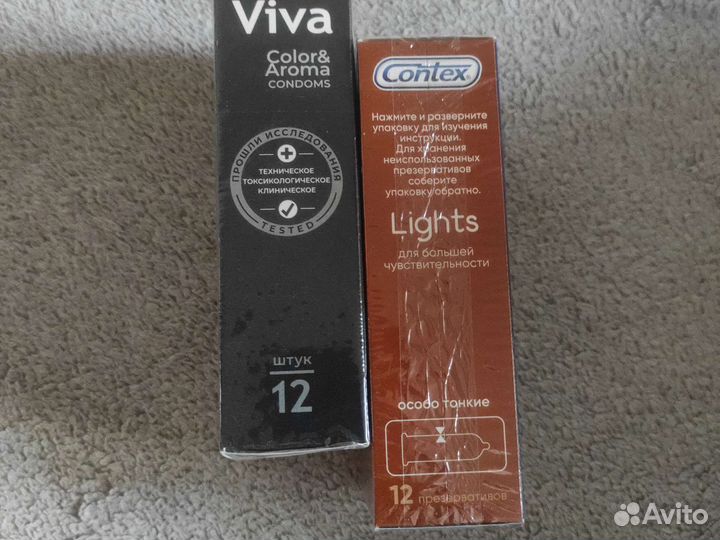 Viva
Color&
Aroma
CONDOMS
ПРОШЛИ ИССЛЕДОВАНИЯ
ТЕХНИЧЕСКОЕ
ТОКСИКОЛОГИЧЕСКОЕ
КЛИНИЧЕСКОЕ
TESTED
штук
12
Contex
Нажмите и разверните
упаковку для изучения
инструкции.
Для хранения
неиспользованных
презервативов
соберите
упаковку обратно.
Lights
для большей
чувствительности
особо тонкие
12 презервативов
Avito